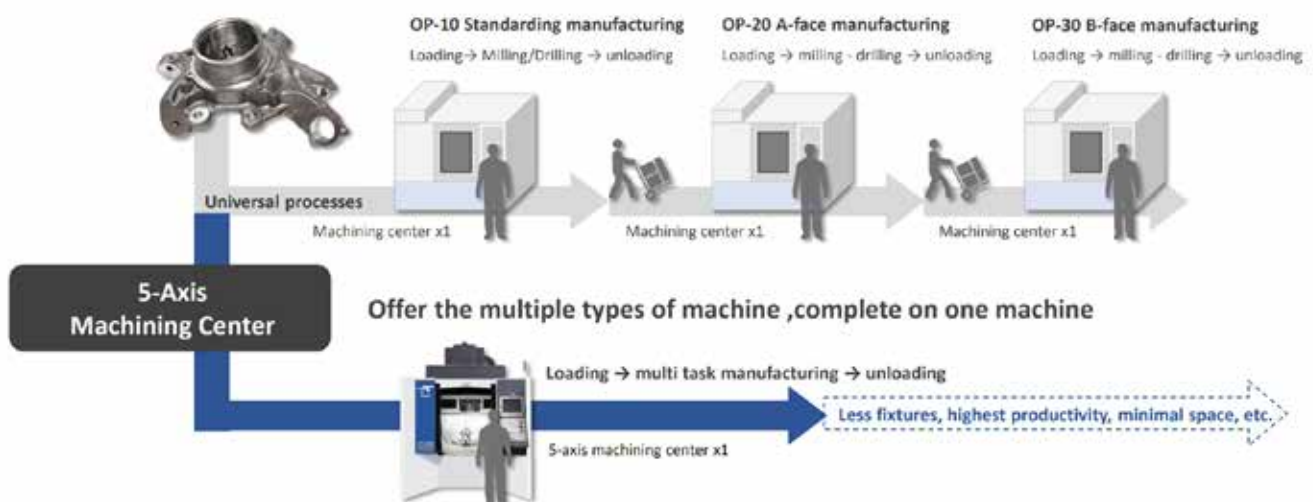 OP-10 Standarding manufacturing
Loading → Milling/Drilling → unloading
OP-20 A-face manufacturing
Loading → milling - drilling → unloading
OP-30 B-face manufacturing
Loading → milling - drilling → unloading
Universal processes
Machining center x1
Machining center x1
Machining center x1
5-Axis
Machining Center
Offer the multiple types of machine ,complete on one machine
Loading → multi task manufacturing → unloading
Less fixtures, highest productivity, minimal space, etc.
5-axis machining center x1